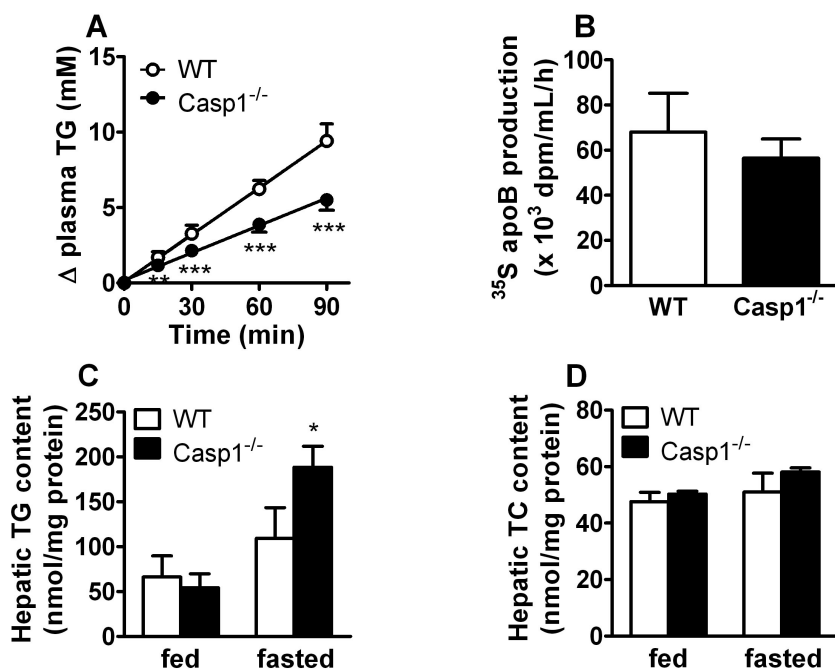 A
Δ plasma TG (mM)
15
10
5
0
WT
Casp1-/-
**
***
***
***
0 30 60 90
Time (min)
B
35S apoB production
(x 10³ dpm/mL/h)
100
80
60
40
20
0
WT Casp1-/-
C
Hepatic TG content
(nmol/mg protein)
250
200
150
100
50
0
WT
Casp1-/-
*
fed fasted
D
Hepatic TC content
(nmol/mg protein)
80
60
40
20
0
WT
Casp1-/-
fed fasted